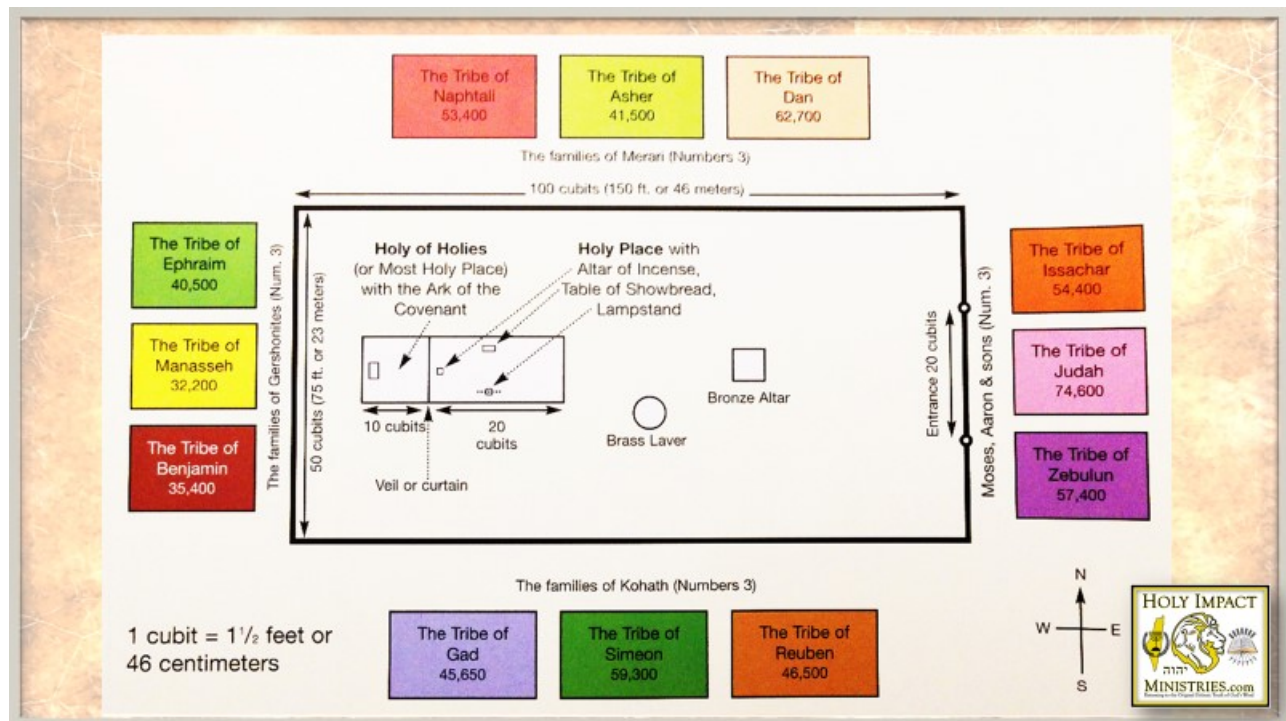 The Tribe of
Naphtali
53,400
The Tribe of
Asher
41,500
The Tribe of
Dan
62,700
The families of Merari (Numbers 3)
100 cubits (150 ft. or 46 meters)
The Tribe of
Ephraim
40,500
The Tribe of
Manasseh
32,200
The Tribe of
Benjamin
35,400
The families of Gershonites (Num. 3)
50 cubits (75 ft. or 23 meters)
Holy of Holies
(or Most Holy Place)
with the Ark of the
Covenant
Holy Place with
Altar of Incense,
Table of Showbread,
Lampstand
10 cubits
20
cubits
Veil or curtain
Brass Laver
Bronze Altar
Entrance 20 cubits
Moses, Aaron & sons (Num. 3)
The Tribe of
Issachar
54,400
The Tribe of
Judah
74,600
The Tribe of
Zebulun
57,400
The families of Kohath (Numbers 3)
The Tribe of
Gad
45,650
The Tribe of
Simeon
59,300
The Tribe of
Reuben
46,500
1 cubit = 1 1/2 feet or
46 centimeters
N
W E
S
HOLY IMPACT
יהוה
MINISTRIES.com